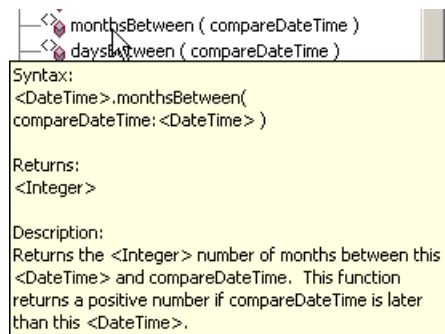 monthsBetween ( compareDateTime )
daysBetween ( compareDateTime )
Syntax:
<DateTime>.monthsBetween(
compareDateTime:<DateTime> )
Returns:
<Integer>
Description:
Returns the <Integer> number of months between this
<DateTime> and compareDateTime.  This function
returns a positive number if compareDateTime is later
than this <DateTime>.